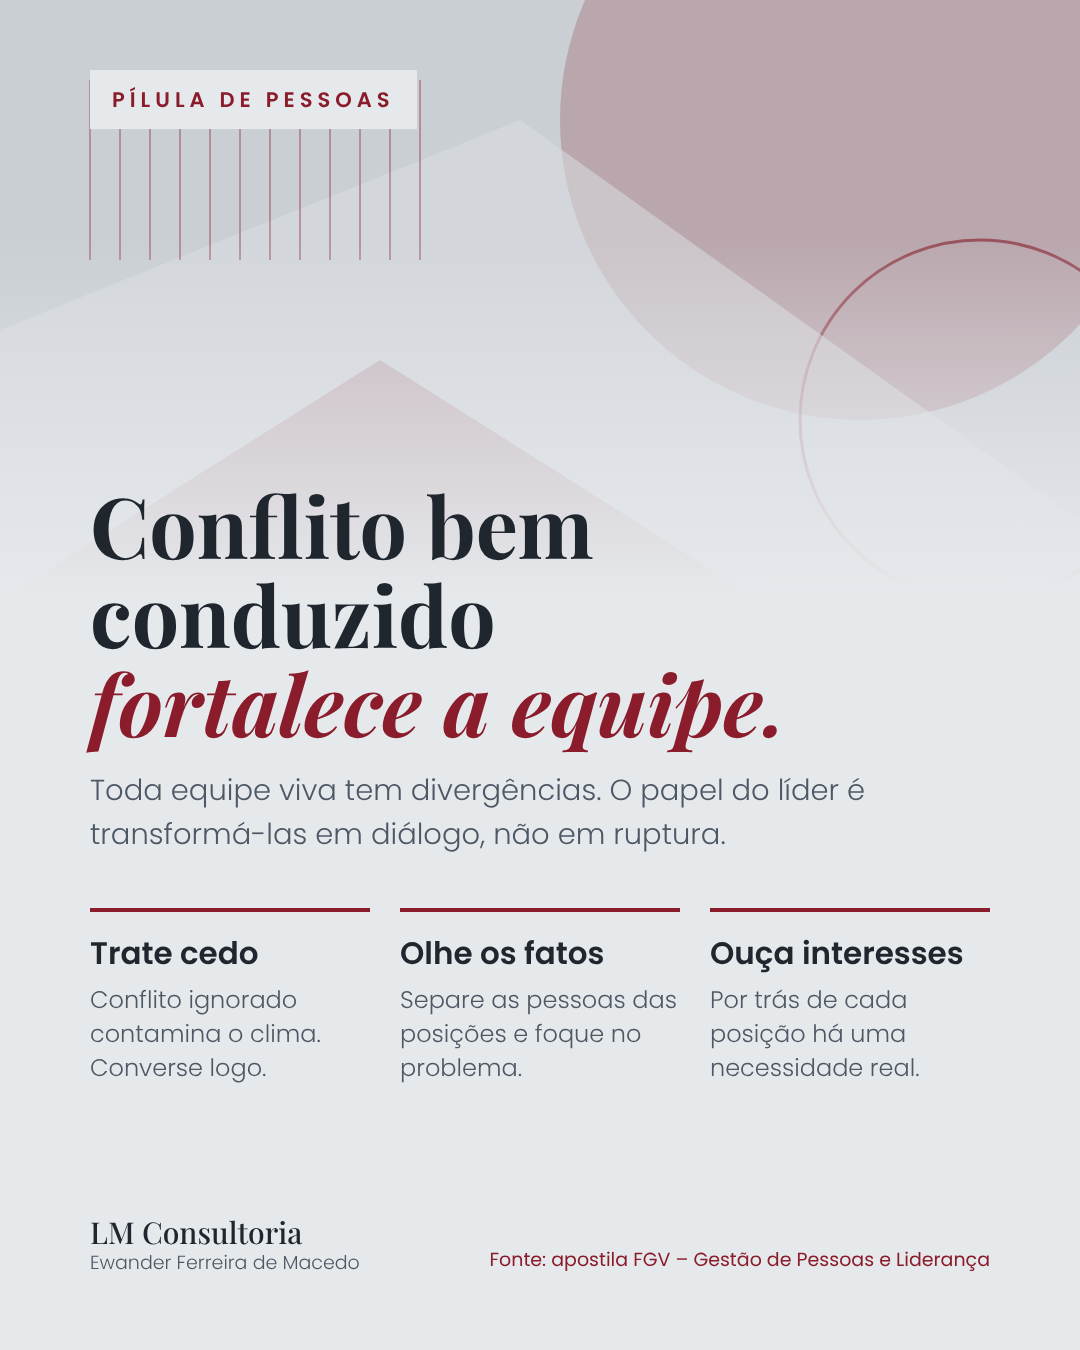 PÍLULA DE PESSOAS
Conflito bem
conduzido
fortalece a equipe.
Toda equipe viva tem divergências. O papel do líder é
transformá-las em diálogo, não em ruptura.
Trate cedo
Conflito ignorado
contamina o clima.
Converse logo.
Olhe os fatos
Separe as pessoas das
posições e foque no
problema.
Ouça interesses
Por trás de cada
posição há uma
necessidade real.
LM Consultoria
Ewander Ferreira de Macedo
Fonte: apostila FGV – Gestão de Pessoas e Liderança